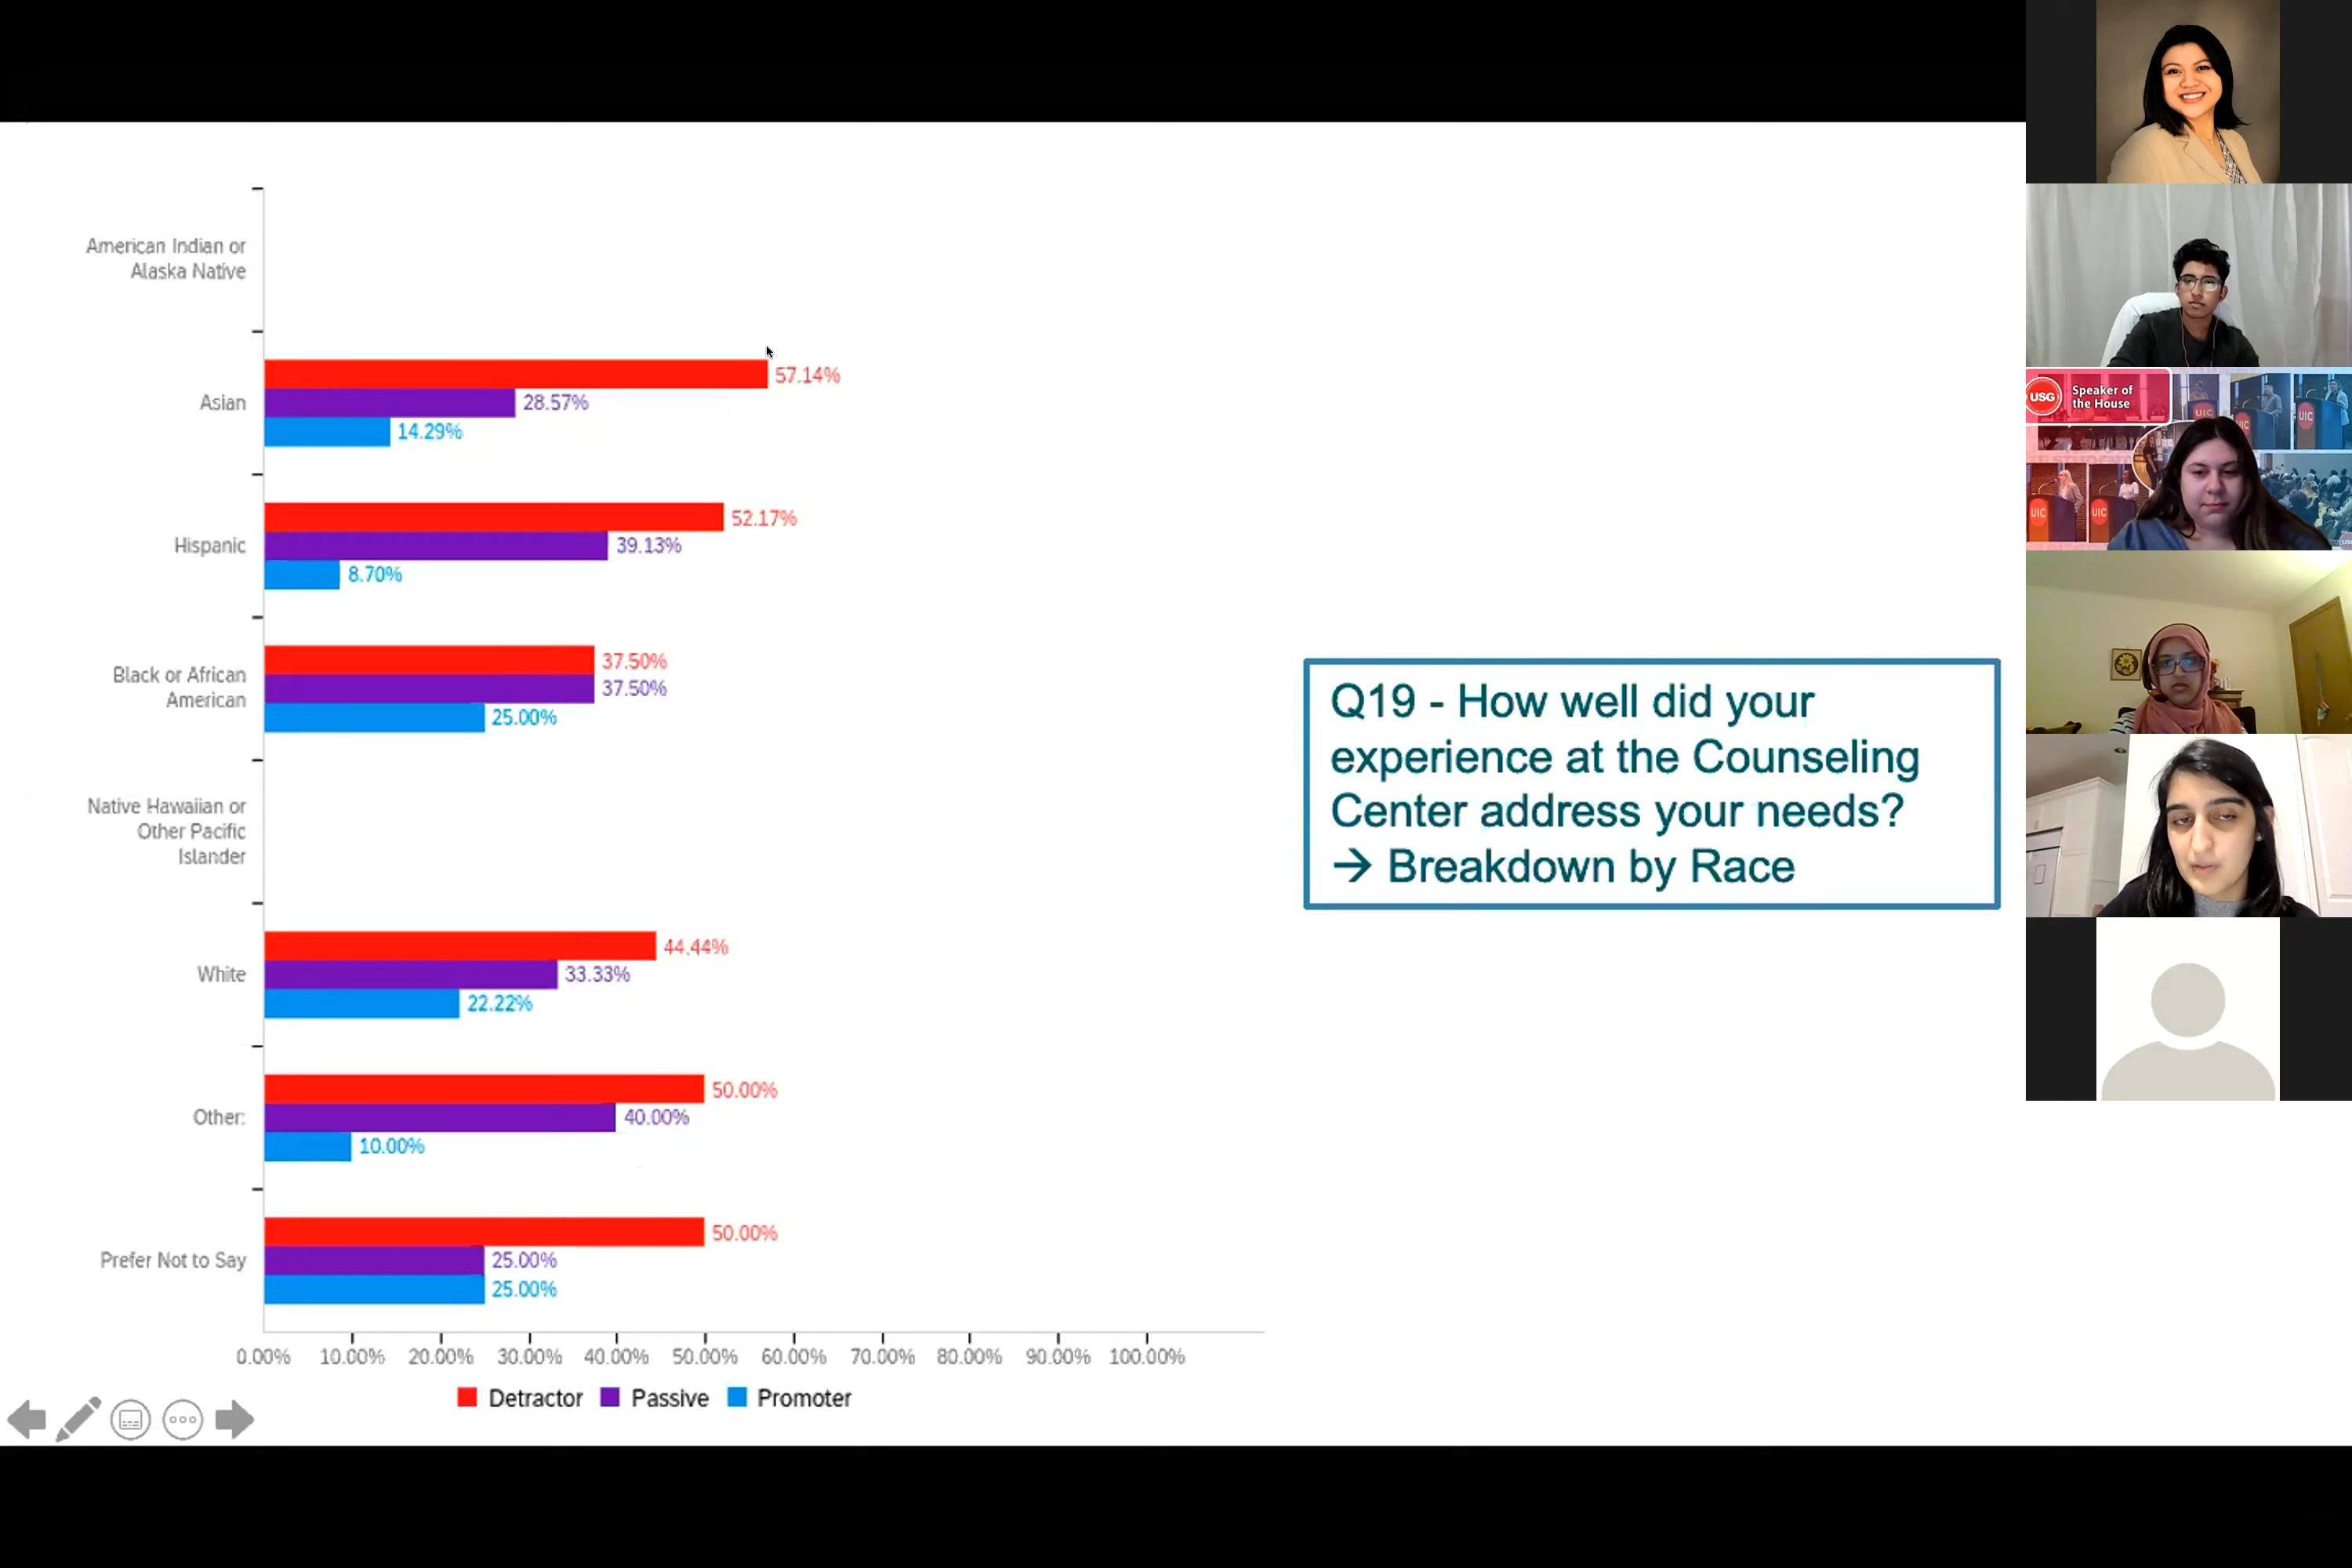 American Indian or
Alaska Native
Asian
57.14%
28.57%
14.29%
Hispanic
52.17%
39.13%
8.70%
Black or African
American
37.50%
37.50%
25.00%
Native Hawaiian or
Other Pacific
Islander
White
44.44%
33.33%
22.22%
Other:
50.00%
40.00%
10.00%
Prefer Not to Say
50.00%
25.00%
25.00%
0.00% 10.00% 20.00% 30.00% 40.00% 50.00% 60.00% 70.00% 80.00% 90.00% 100.00%
Detractor Passive Promoter
Q19 - How well did your
experience at the Counseling
Center address your needs?
→ Breakdown by Race
USG
Speaker of
the House
UIC
UIC
UIC
UIC
UIC